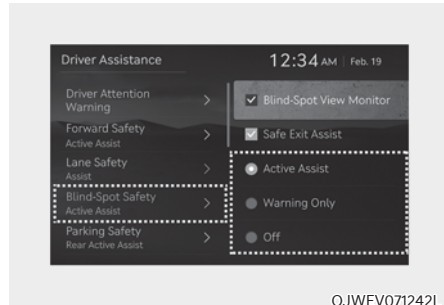 Driver Assistance
12:34 AM | Feb. 19
Driver Attention
Warning
Forward Safety
Active Assist
Lane Safety
Assist
Blind-Spot Safety
Active Assist
Parking Safety
Rear Active Assist
Blind-Spot View Monitor
Safe Exit Assist
Active Assist
Warning Only
Off
OJWEV071242L